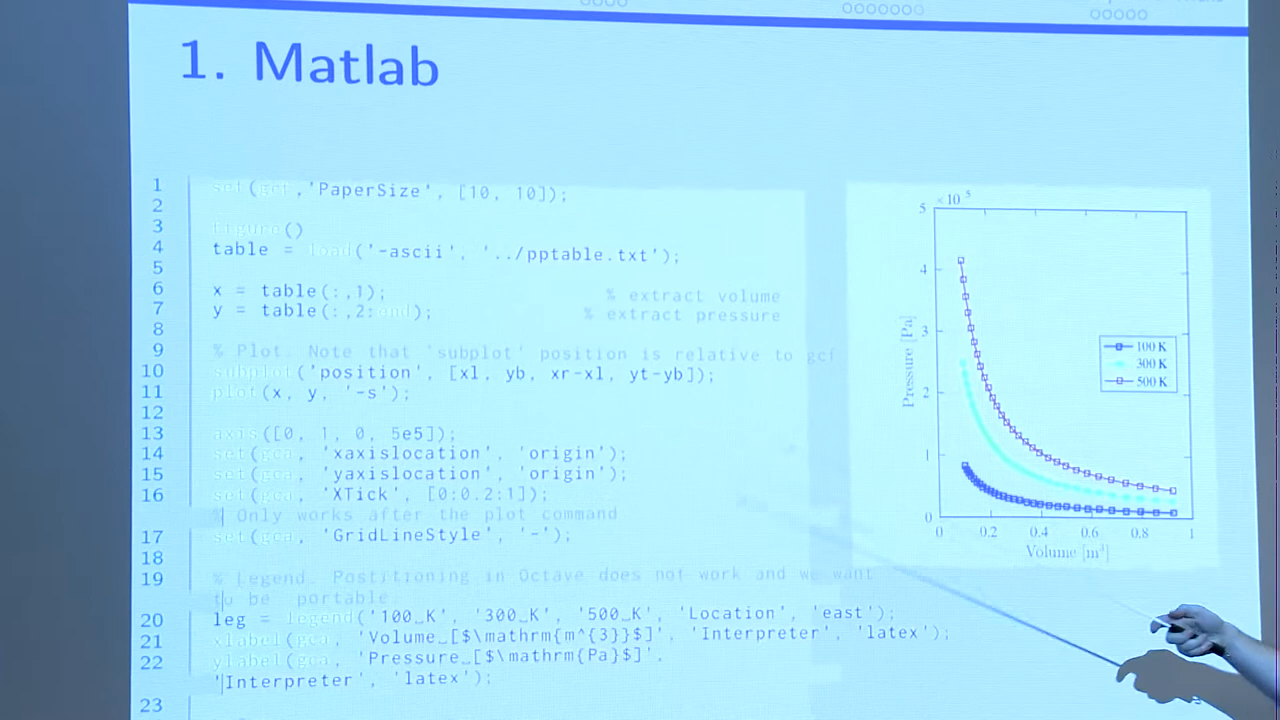 1. Matlab
1 set(gcf,'PaperSize', [10, 10]);
2
3 figure()
4 table = load('-ascii', '../pptable.txt');
5
6 x = table(:,1); % extract volume
7 y = table(:,2:end); % extract pressure
8
9 % Plot. Note that 'subplot' position is relative to gcf
10 subplot('position', [xl, yb, xr-xl, yt-yb]);
11 plot(x, y, '-s');
12
13 axis([0, 1, 0, 5e5]);
14 set(gca, 'xaxislocation', 'origin');
15 set(gca, 'yaxislocation', 'origin');
16 set(gca, 'XTick', [0:0.2:1]);
% Only works after the plot command
17 set(gca, 'GridLineStyle', '-');
18
19 % Legend. Postitioning in Octave does not work and we want
to be portable.
20 leg = legend('100_K', '300_K', '500_K', 'Location', 'east');
21 xlabel(gca, 'Volume_[$\mathrm{m^{3}}$]', 'Interpreter', 'latex');
22 ylabel(gca, 'Pressure_[$\mathrm{Pa}$]',
'Interpreter', 'latex');
23
×10 5
5
4
3
2
1
0
Pressure [Pa]
100 K
300 K
500 K
0 0.2 0.4 0.6 0.8 1
Volume [m³]